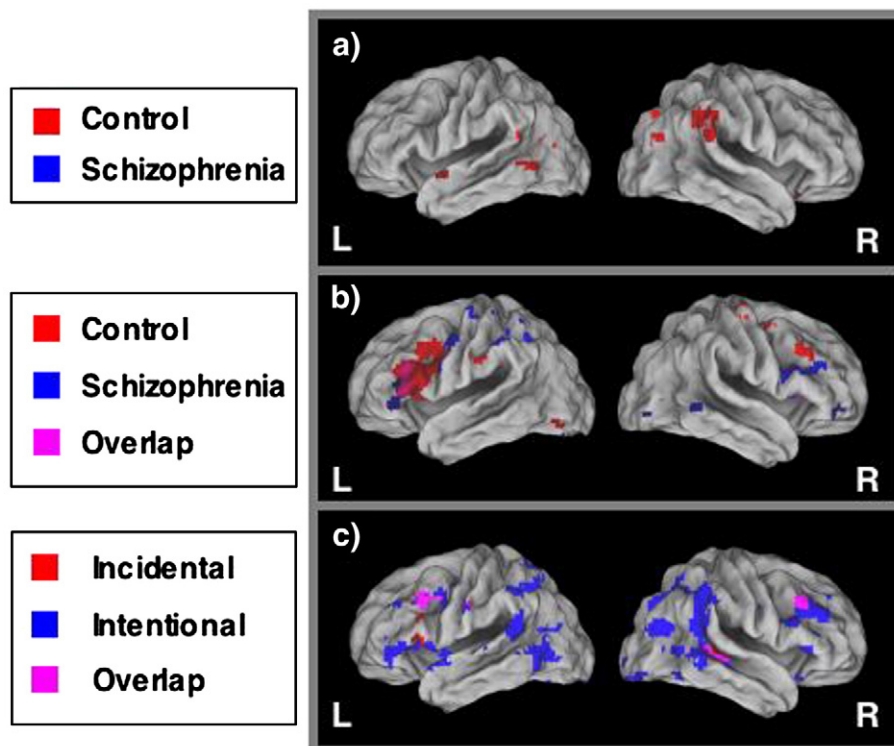 a)
Control
Schizophrenia
L R
b)
Control
Schizophrenia
Overlap
L R
c)
Incidental
Intentional
Overlap
L R